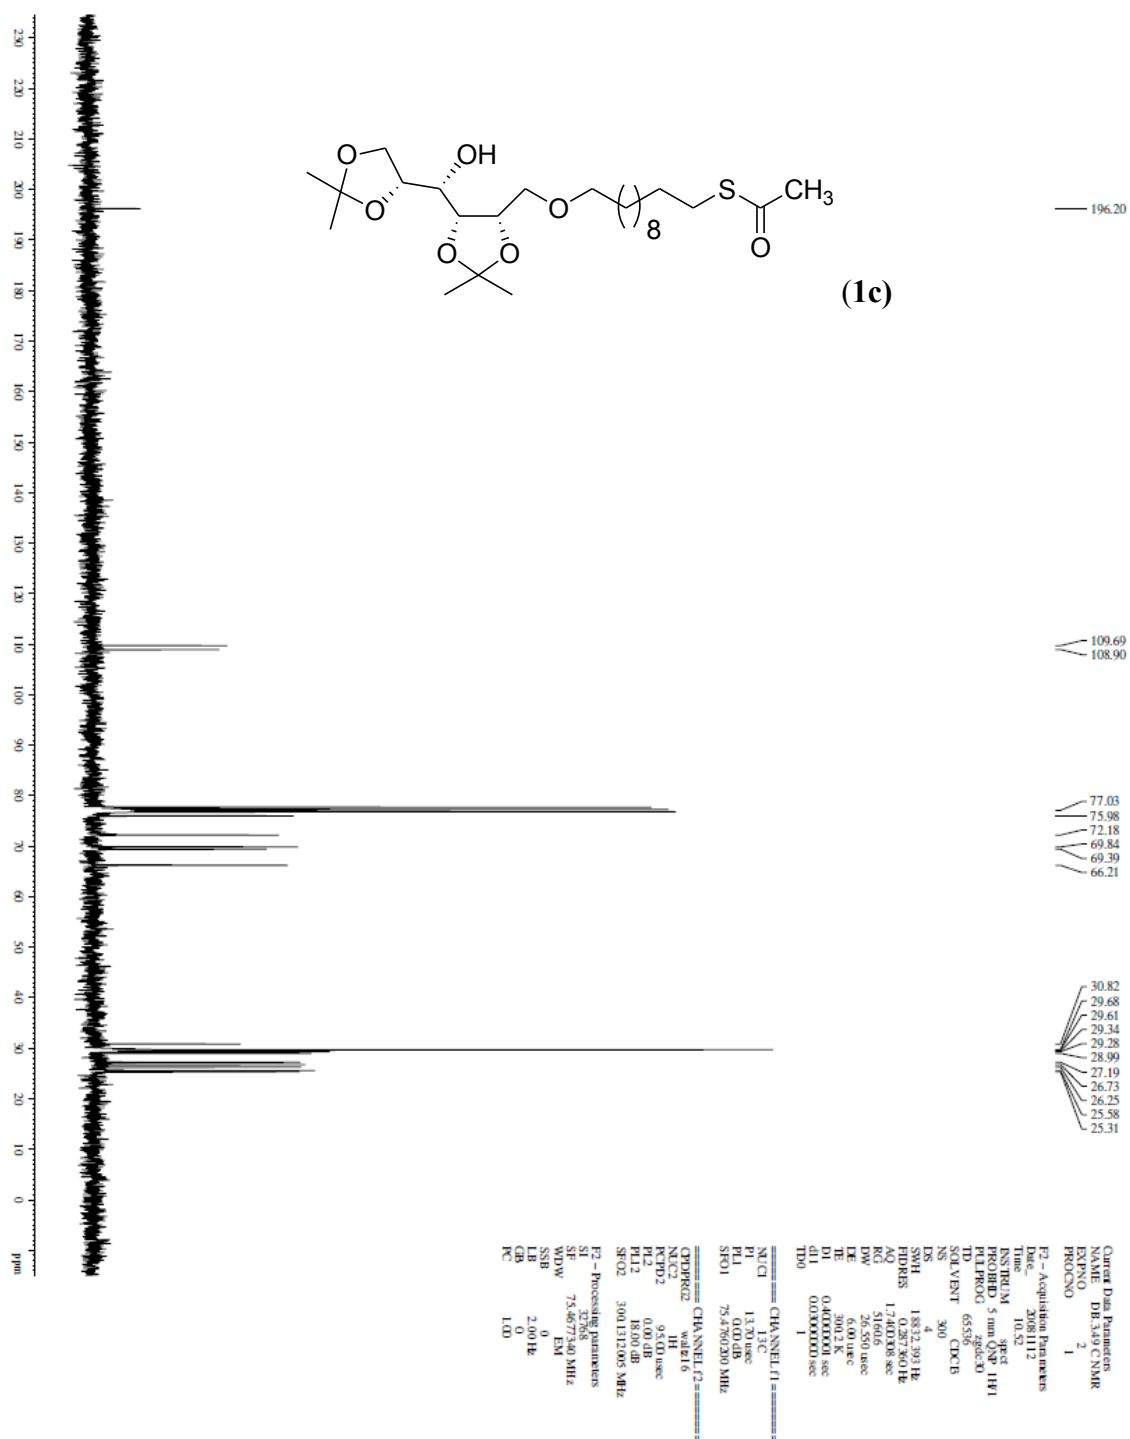 O
OH
O
O
S
CH3
8
O
O
O
(1c)
196.20
109.69
108.90
77.03
75.98
72.18
69.84
69.39
66.21
30.82
29.68
29.61
29.34
29.28
28.99
27.19
26.73
26.25
25.58
25.31
230
220
210
200
190
180
170
160
150
140
130
120
110
100
90
80
70
60
50
40
30
20
10
0
ppm
Current Data Parameters
NAME DB.3.49 C NMR
EXPNO 2
PROCNO 1
F2 - Acquisition Parameters
Date_ 20081112
Time 10.52
INSTRUM spect
PROBHD 5 mm QNP 1H/1
PULPROG zgdc30
TD 65536
SOLVENT CDCl3
NS 300
DS 4
SWH 18832.393 Hz
FIDRES 0.287360 Hz
AQ 1.7400308 sec
RG 5160.6
DW 26.550 usec
DE 6.00 usec
TE 300.2 K
D1 0.40000001 sec
d11 0.03000000 sec
TD0 1
======== CHANNEL f1 ========
NUC1 13C
P1 13.70 usec
PL1 0.00 dB
SFO1 75.4760200 MHz
======== CHANNEL f2 ========
CPDPRG2 waltz16
NUC2 1H
PCPD2 95.00 usec
PL2 0.00 dB
PL12 18.00 dB
SFO2 300.1312005 MHz
F2 - Processing parameters
SI 32768
SF 75.4677340 MHz
WDW EM
SSB 0
LB 2.00 Hz
GB 0
PC 1.00